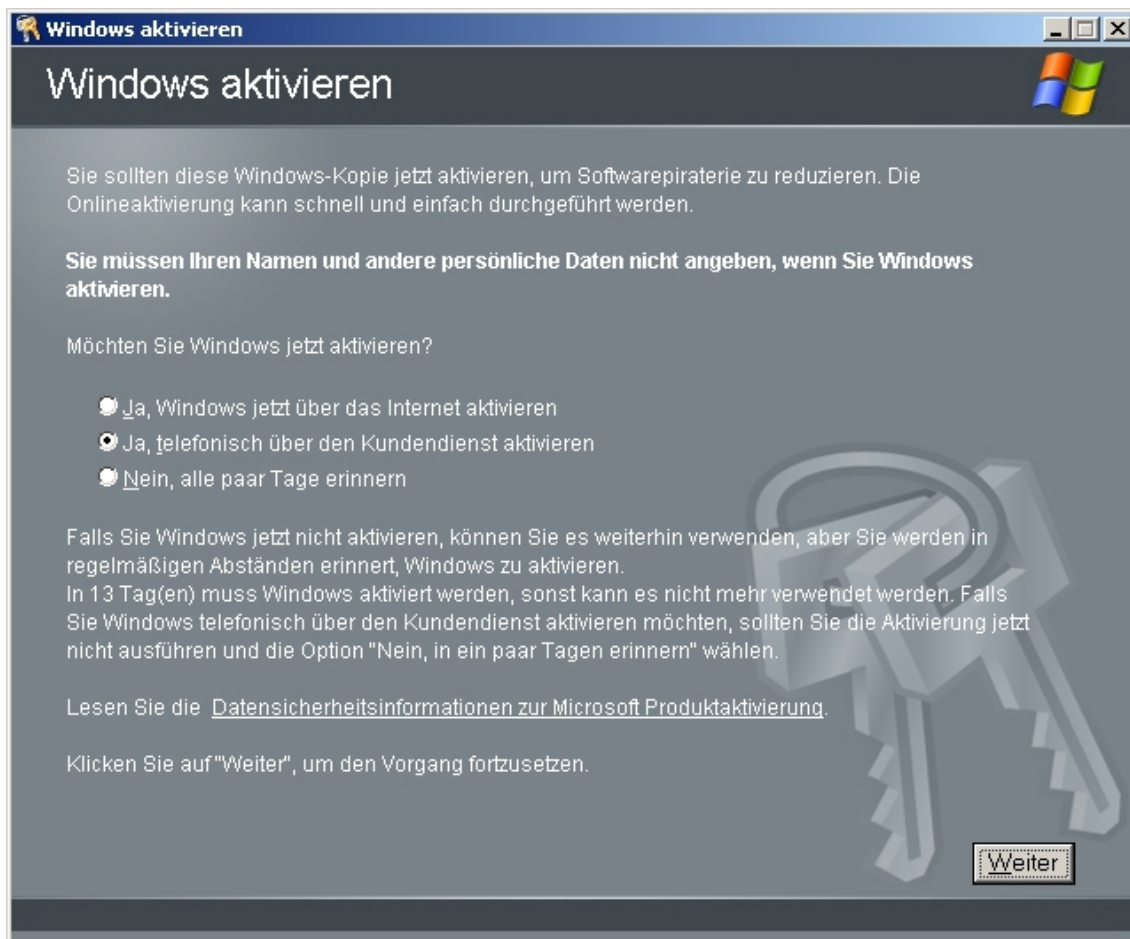 Windows aktivieren
Windows aktivieren
Sie sollten diese Windows-Kopie jetzt aktivieren, um Softwarepiraterie zu reduzieren. Die
Onlineaktivierung kann schnell und einfach durchgeführt werden.
Sie müssen Ihren Namen und andere persönliche Daten nicht angeben, wenn Sie Windows
aktivieren.
Möchten Sie Windows jetzt aktivieren?
Ja, Windows jetzt über das Internet aktivieren
Ja, telefonisch über den Kundendienst aktivieren
Nein, alle paar Tage erinnern
Falls Sie Windows jetzt nicht aktivieren, können Sie es weiterhin verwenden, aber Sie werden in
regelmäßigen Abständen erinnert, Windows zu aktivieren.
In 13 Tag(en) muss Windows aktiviert werden, sonst kann es nicht mehr verwendet werden. Falls
Sie Windows telefonisch über den Kundendienst aktivieren möchten, sollten Sie die Aktivierung jetzt
nicht ausführen und die Option "Nein, in ein paar Tagen erinnern" wählen.
Lesen Sie die Datensicherheitsinformationen zur Microsoft Produktaktivierung.
Klicken Sie auf "Weiter", um den Vorgang fortzusetzen.
Weiter